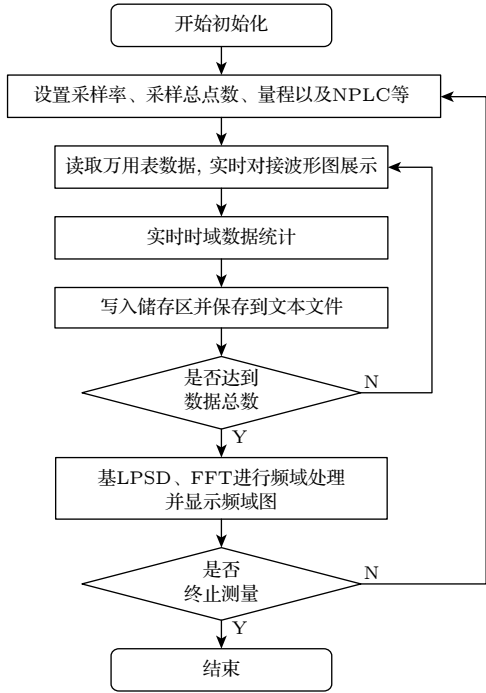 开始初始化
设置采样率、采样总点数、量程以及NPLC等
读取万用表数据, 实时对接波形图展示
实时时域数据统计
写入储存区并保存到文本文件
是否达到
数据总数
N
Y
基LPSD、FFT进行频域处理
并显示频域图
是否
终止测量
N
Y
结束